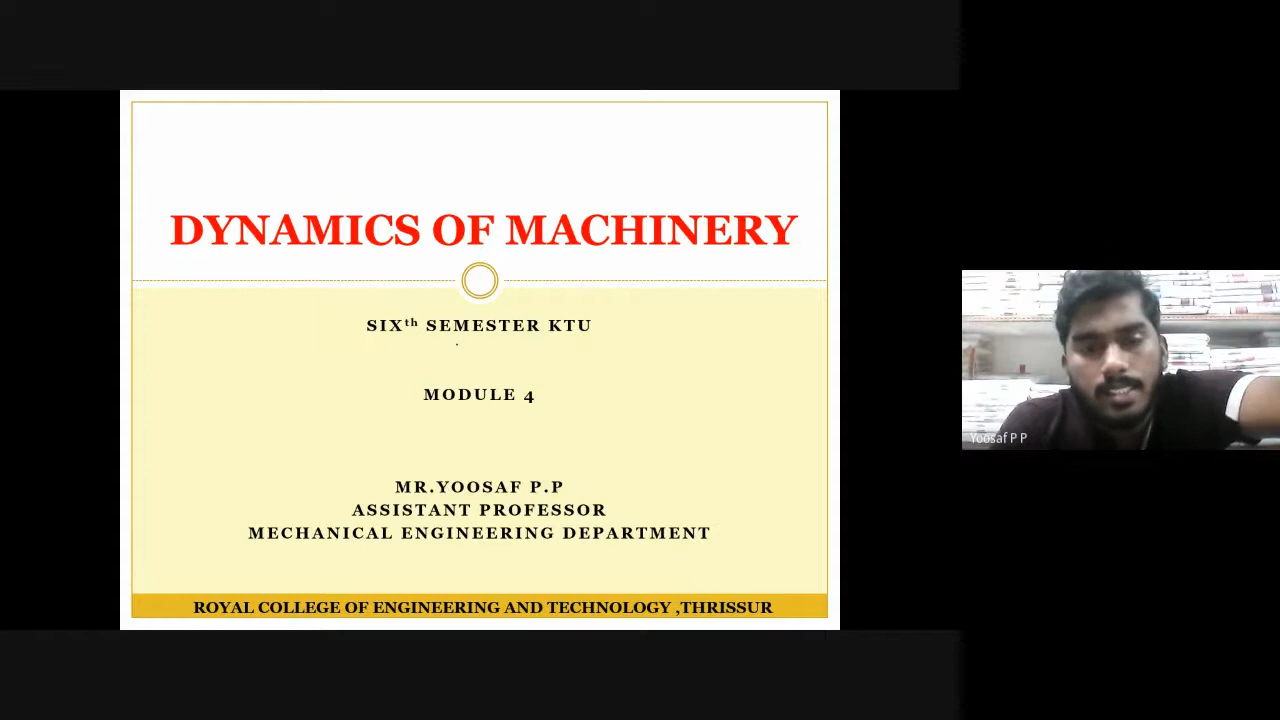 DYNAMICS OF MACHINERY
SIXth SEMESTER KTU
MODULE 4
MR.YOOSAF P.P
ASSISTANT PROFESSOR
MECHANICAL ENGINEERING DEPARTMENT
ROYAL COLLEGE OF ENGINEERING AND TECHNOLOGY ,THRISSUR
Yoosaf P P